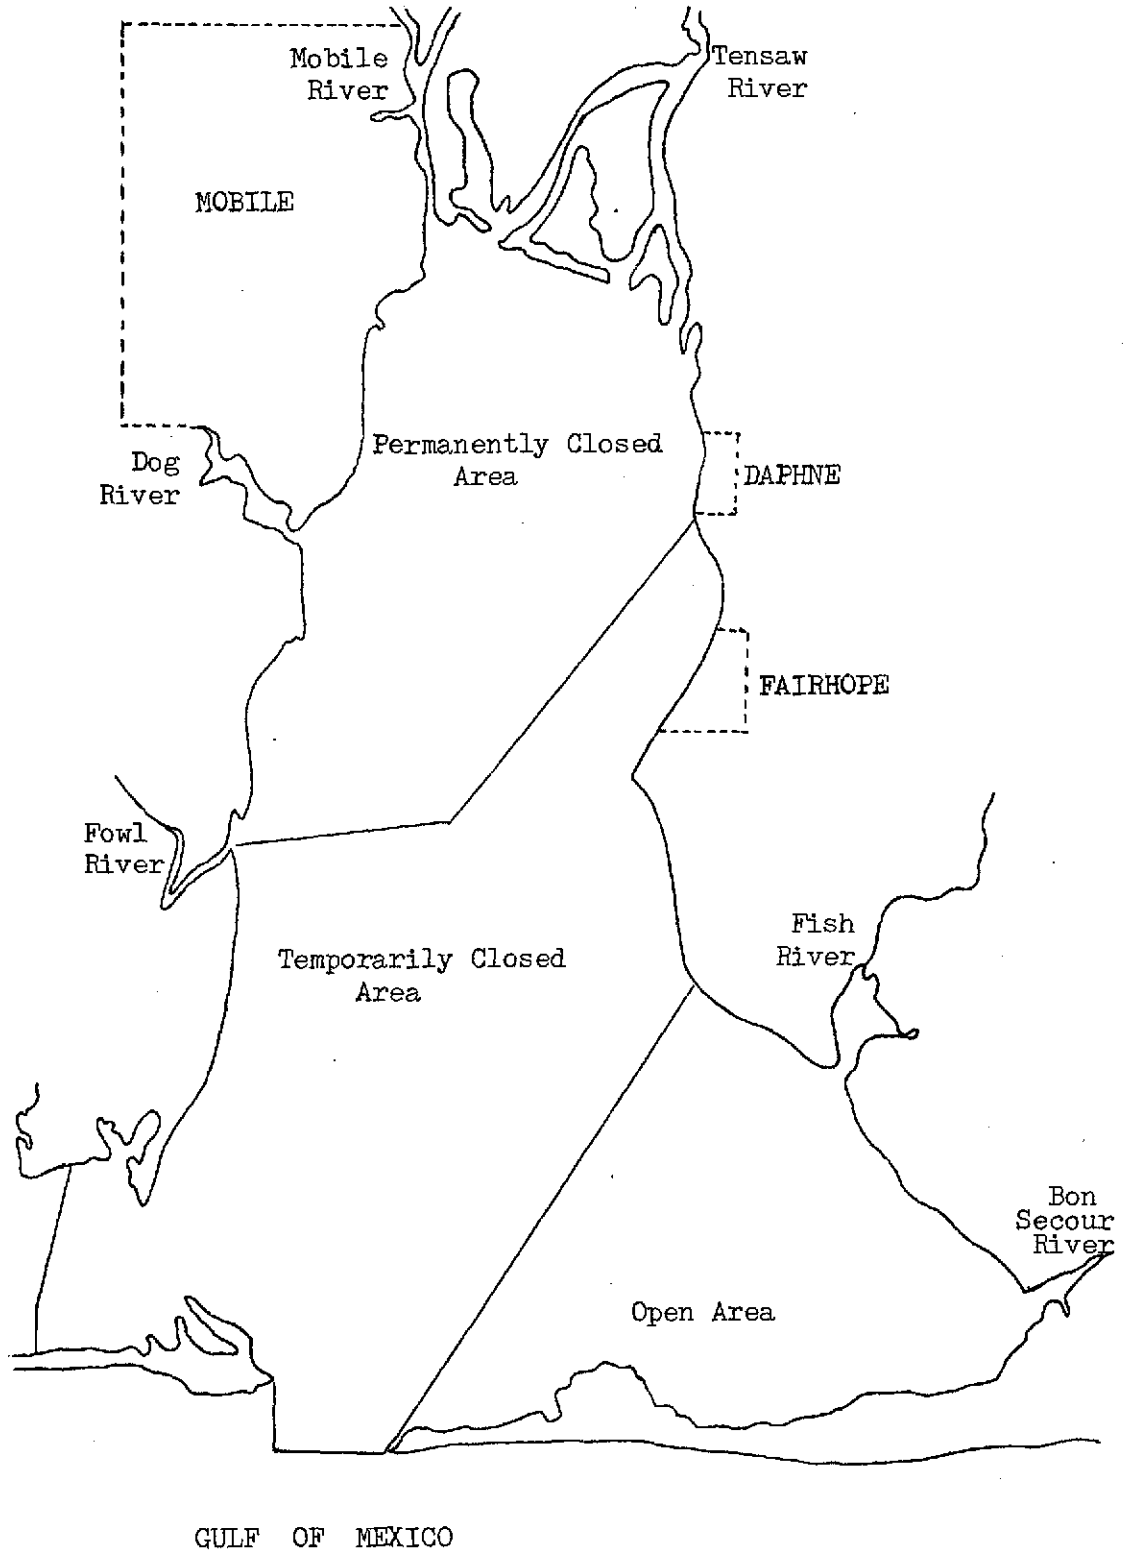 Mobile
River
Tensaw
River
MOBILE
Permanently Closed
Area
Dog
River
DAPHNE
FAIRHOPE
Fowl
River
Fish
River
Temporarily Closed
Area
Bon
Secour
River
Open Area
GULF OF MEXICO